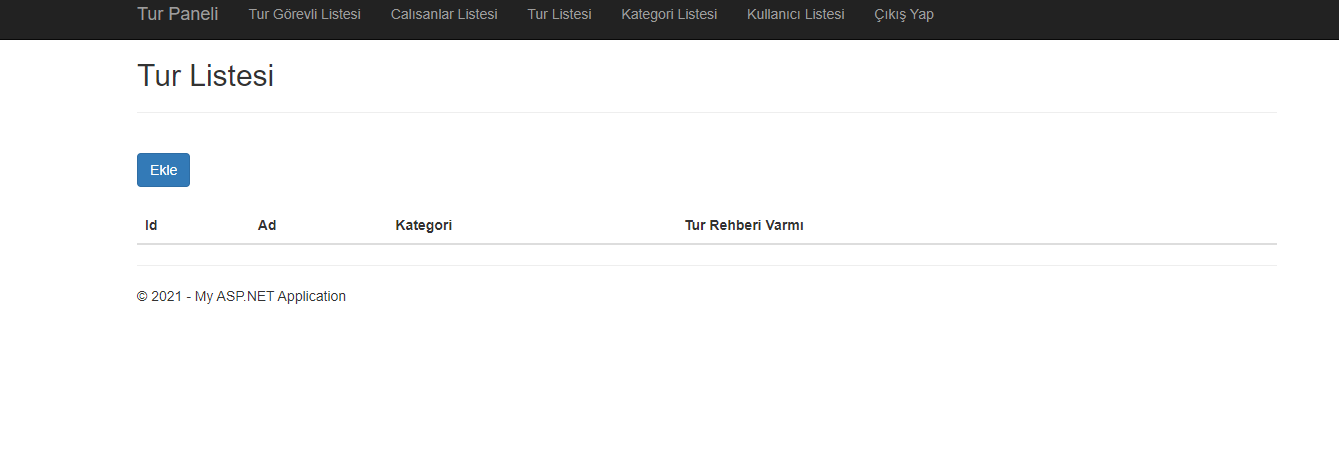 Tur Paneli Tur Görevli Listesi Calısanlar Listesi Tur Listesi Kategori Listesi Kullanıcı Listesi Çıkış Yap
Tur Listesi
Ekle
Id Ad Kategori Tur Rehberi Varmı
© 2021 - My ASP.NET Application